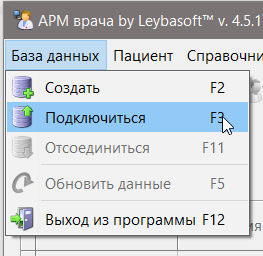 АРМ врача by Leybasoft™ v. 4.5.1
База данных Пациент Справочни
Создать F2
Подключиться F3
Отсоединиться F11
Обновить данные F5
Выход из программы F12